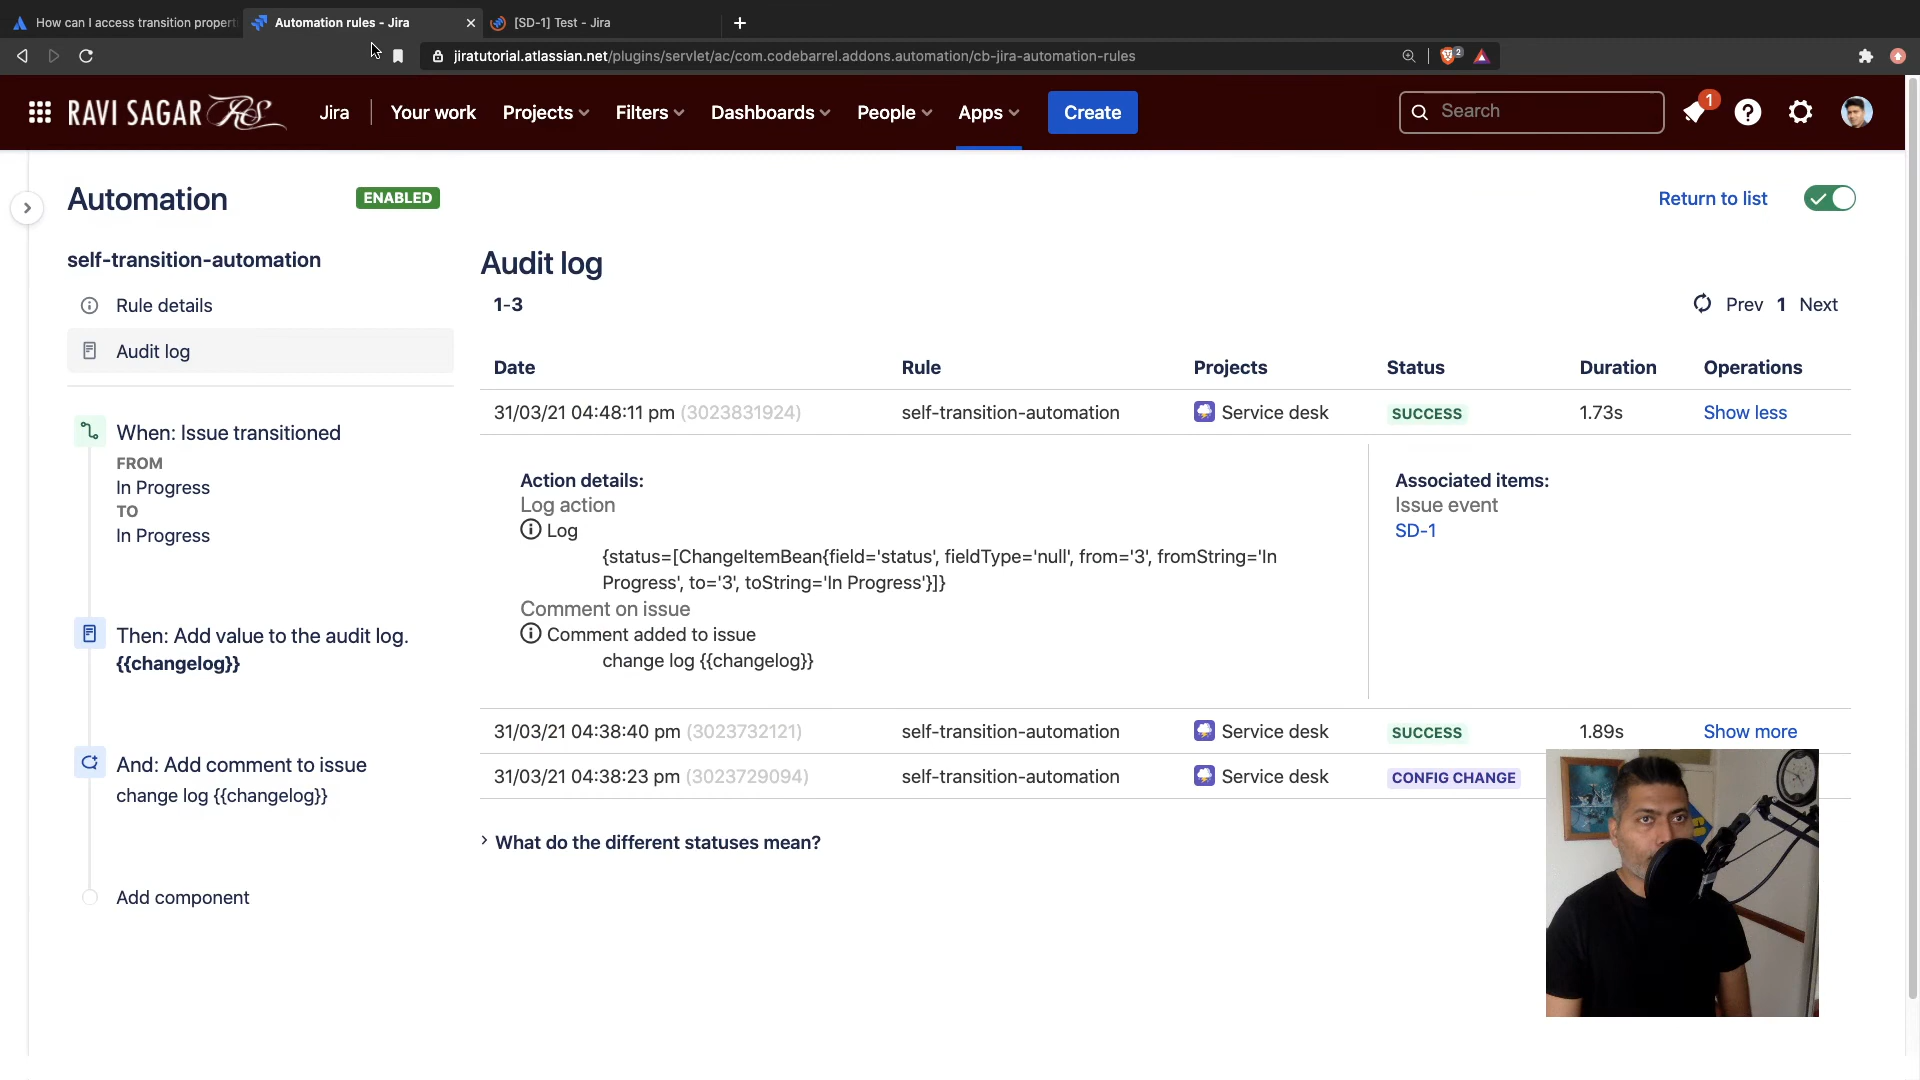 How can I access transition propert
Automation rules - Jira
[SD-1] Test - Jira
jiratutorial.atlassian.net/plugins/servlet/ac/com.codebarrel.addons.automation/cb-jira-automation-rules
2
RAVI SAGAR RS
Jira
Your work
Projects
Filters
Dashboards
People
Apps
Create
Search
1
Automation
ENABLED
Return to list
self-transition-automation
Rule details
Audit log
When: Issue transitioned
FROM
In Progress
TO
In Progress
Then: Add value to the audit log.
{{changelog}}
And: Add comment to issue
change log {{changelog}}
Add component
Audit log
1-3
Prev 1 Next
Date Rule Projects Status Duration Operations
31/03/21 04:48:11 pm (3023831924) self-transition-automation Service desk SUCCESS 1.73s Show less
Action details:
Log action
Log
{status=[ChangeItemBean{field='status', fieldType='null', from='3', fromString='In
Progress', to='3', toString='In Progress'}]}
Comment on issue
Comment added to issue
change log {{changelog}}
Associated items:
Issue event
SD-1
31/03/21 04:38:40 pm (3023732121) self-transition-automation Service desk SUCCESS 1.89s Show more
31/03/21 04:38:23 pm (3023729094) self-transition-automation Service desk CONFIG CHANGE
What do the different statuses mean?